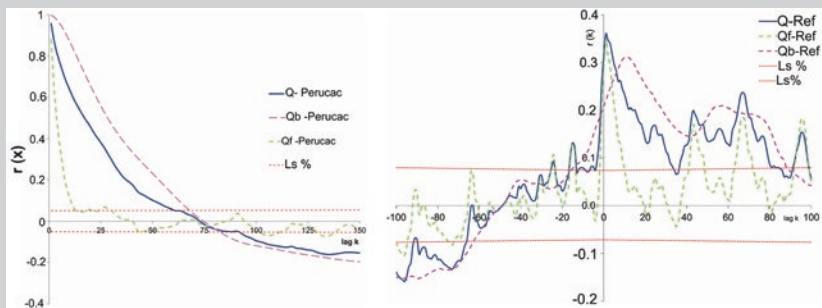 r (x)
1
0.8
0.6
0.4
0.2
0
-0.2
-0.4
0
25
50
75
100
125
150
lag k
Q- Perucac
Qb -Perucac
Qf -Perucac
Ls %
r (k)
0.4
0.3
0.2
0.1
0.0
-0.1
-0.2
-100
-80
-60
-40
-20
0
20
40
60
80
100
lag k
Q-Ref
Qf-Ref
Qb-Ref
Ls %
Ls%